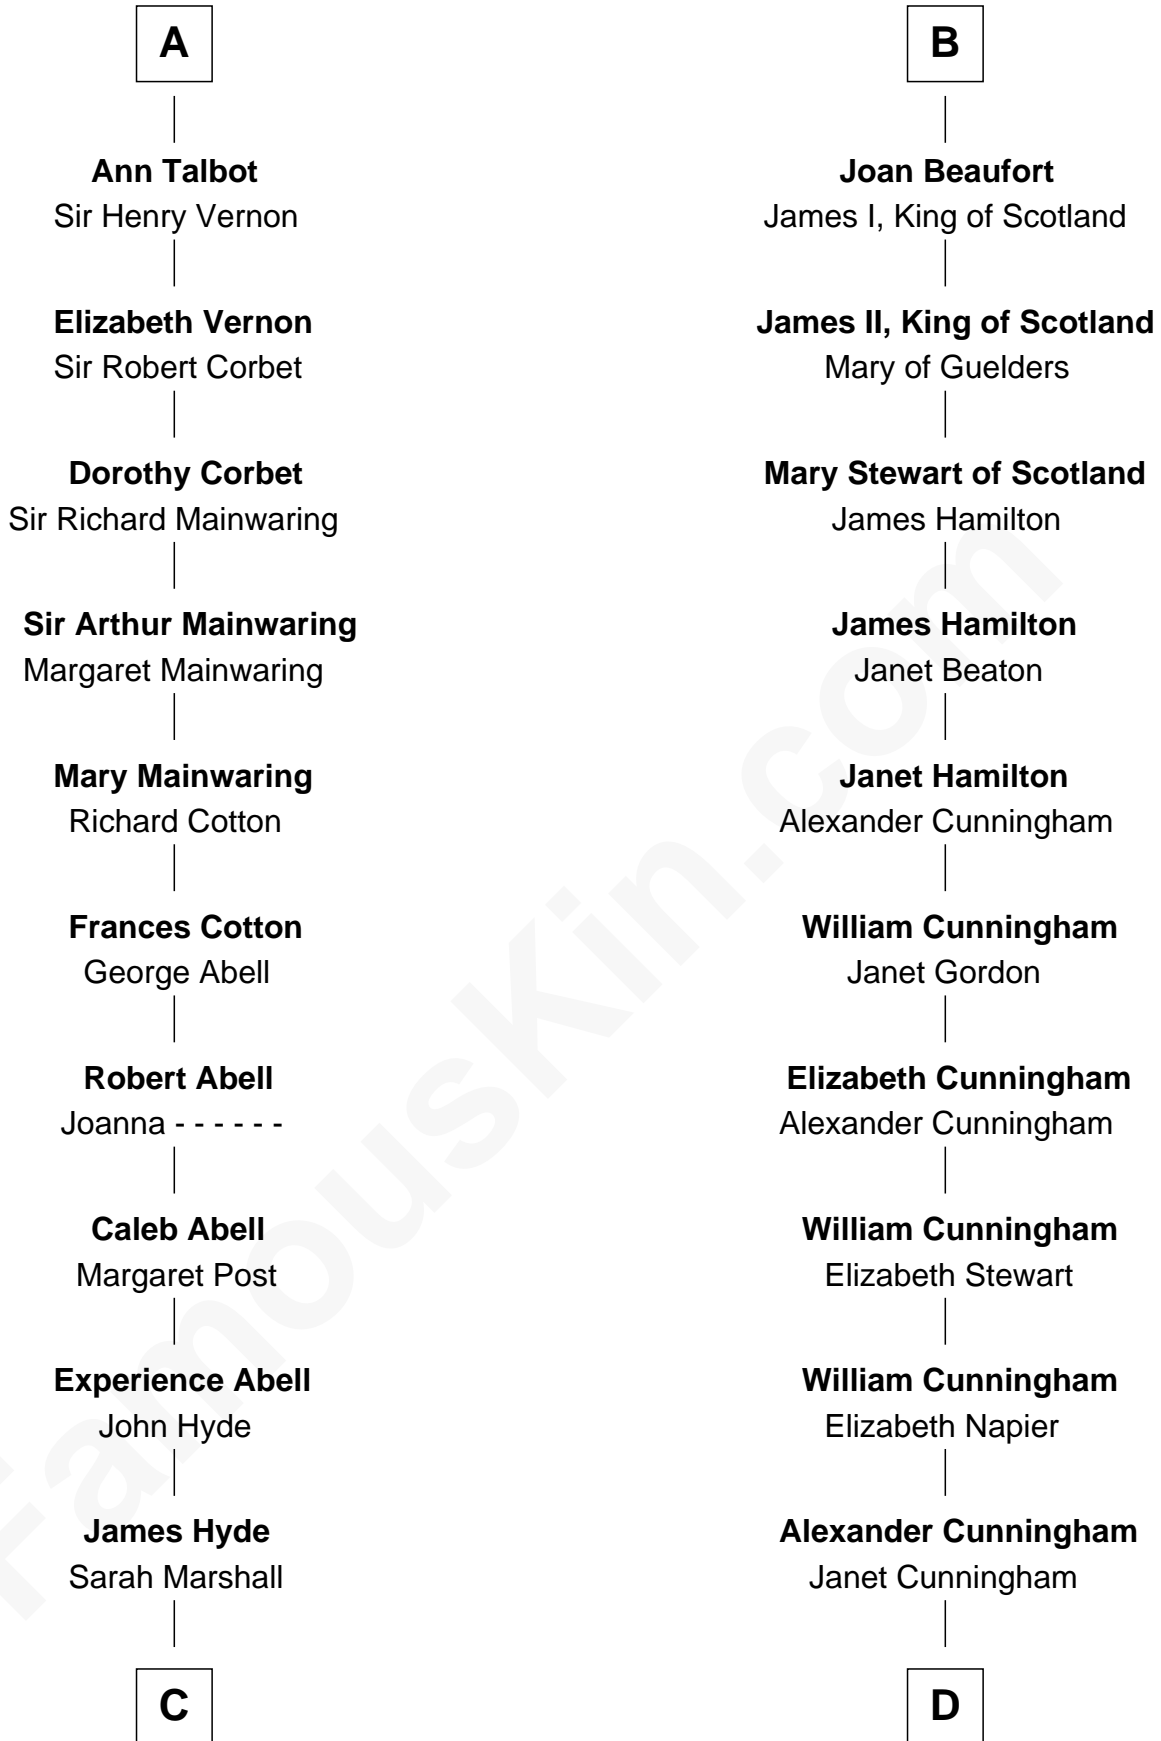 A
Ann Talbot
Sir Henry Vernon
Elizabeth Vernon
Sir Robert Corbet
Dorothy Corbet
Sir Richard Mainwaring
Sir Arthur Mainwaring
Margaret Mainwaring
Mary Mainwaring
Richard Cotton
Frances Cotton
George Abell
Robert Abell
Joanna - - - - - -
Caleb Abell
Margaret Post
Experience Abell
John Hyde
James Hyde
Sarah Marshall
C
B
Joan Beaufort
James I, King of Scotland
James II, King of Scotland
Mary of Guelders
Mary Stewart of Scotland
James Hamilton
James Hamilton
Janet Beaton
Janet Hamilton
Alexander Cunningham
William Cunningham
Janet Gordon
Elizabeth Cunningham
Alexander Cunningham
William Cunningham
Elizabeth Stewart
William Cunningham
Elizabeth Napier
Alexander Cunningham
Janet Cunningham
D
FamousKin.com